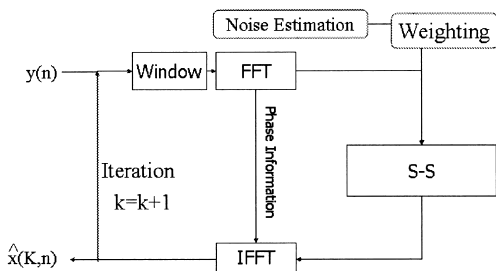 Noise Estimation
Weighting
y(n)
Window
FFT
Phase Information
Iteration
k=k+1
S-S
x̂(K,n)
IFFT